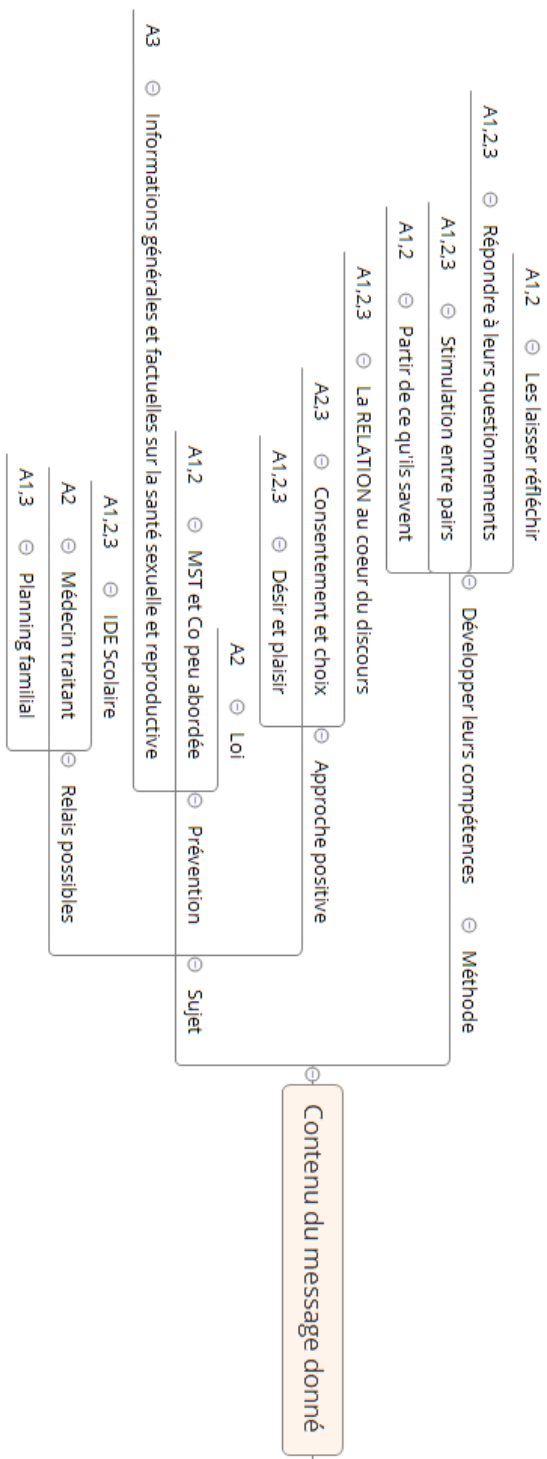 A1,2 Les laisser réfléchir
A1,2,3 Répondre à leurs questionnements
A1,2,3 Stimulation entre pairs
A1,2 Partir de ce qu'ils savent
Développer leurs compétences
Méthode
A1,2,3 La RELATION au coeur du discours
A2,3 Consentement et choix
A1,2,3 Désir et plaisir
Approche positive
A2 Loi
A1,2 MST et Co peu abordée
A3 Informations générales et factuelles sur la santé sexuelle et reproductive
Prévention
A1,2,3 IDE Scolaire
A2 Médecin traitant
A1,3 Planning familial
Relais possibles
Sujet
Contenu du message donné